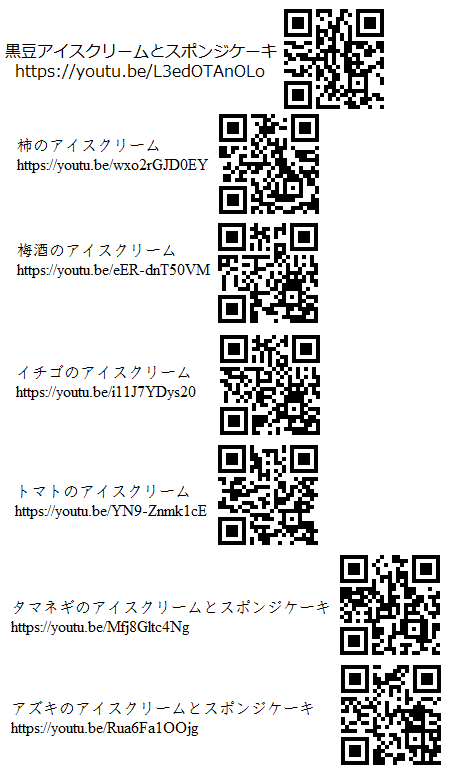 黒豆アイスクリームとスポンジケーキ
https://youtu.be/L3edOTAnOLo
柿のアイスクリーム
https://youtu.be/wxo2rGJD0EY
梅酒のアイスクリーム
https://youtu.be/eER-dnT50VM
イチゴのアイスクリーム
https://youtu.be/i11J7YDys20
トマトのアイスクリーム
https://youtu.be/YN9-Znmk1cE
タマネギのアイスクリームとスポンジケーキ
https://youtu.be/Mfj8Gltc4Ng
アズキのアイスクリームとスポンジケーキ
https://youtu.be/Rua6Fa1OOjg